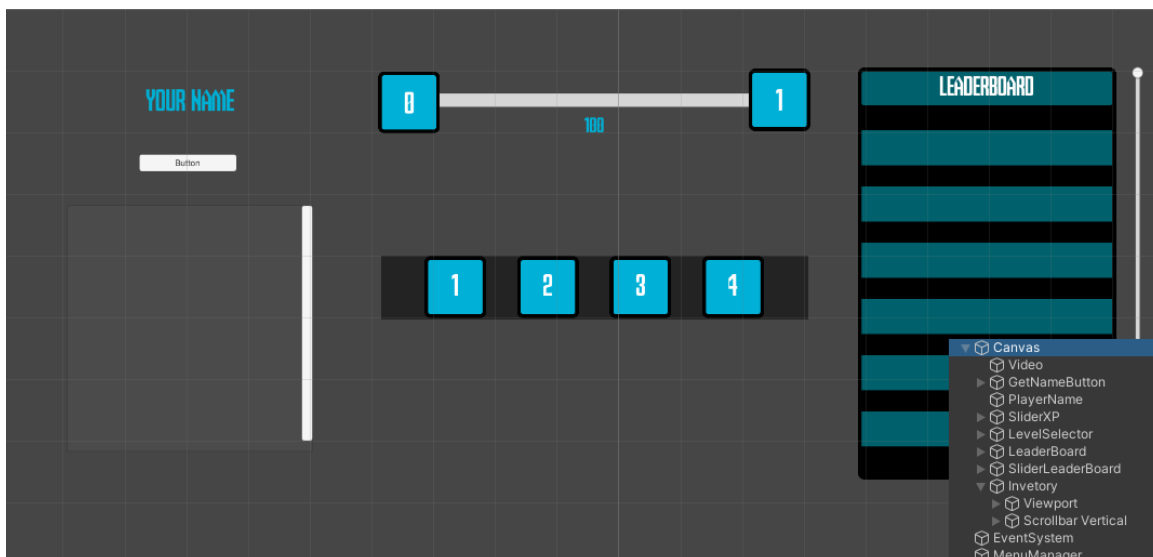 YOUR NAME
Button
0
1
100
1
2
3
4
LEADERBOARD
Canvas
Video
GetNameButton
PlayerName
SliderXP
LevelSelector
LeaderBoard
SliderLeaderBoard
Invetory
Viewport
Scrollbar Vertical
EventSystem
MenuManager